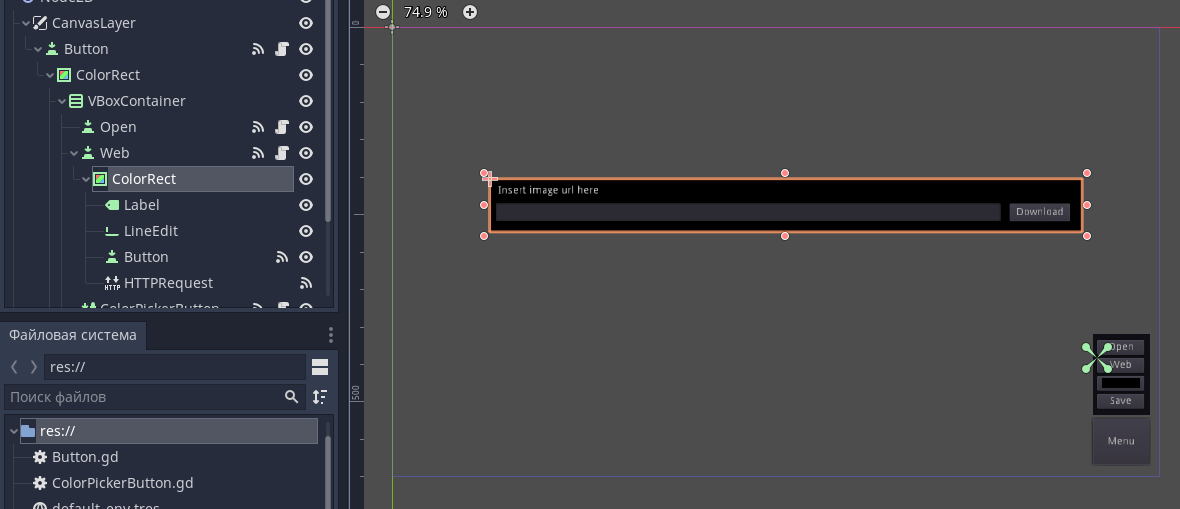 CanvasLayer
Button
ColorRect
VBoxContainer
Open
Web
ColorRect
Label
LineEdit
Button
HTTP
HTTPRequest
ColorPickerButton
Файловая система
res://
Поиск файлов
res://
Button.gd
ColorPickerButton.gd
default_env.tres
74.9 %
0
500
Insert image url here
Download
Open
Web
Save
Menu